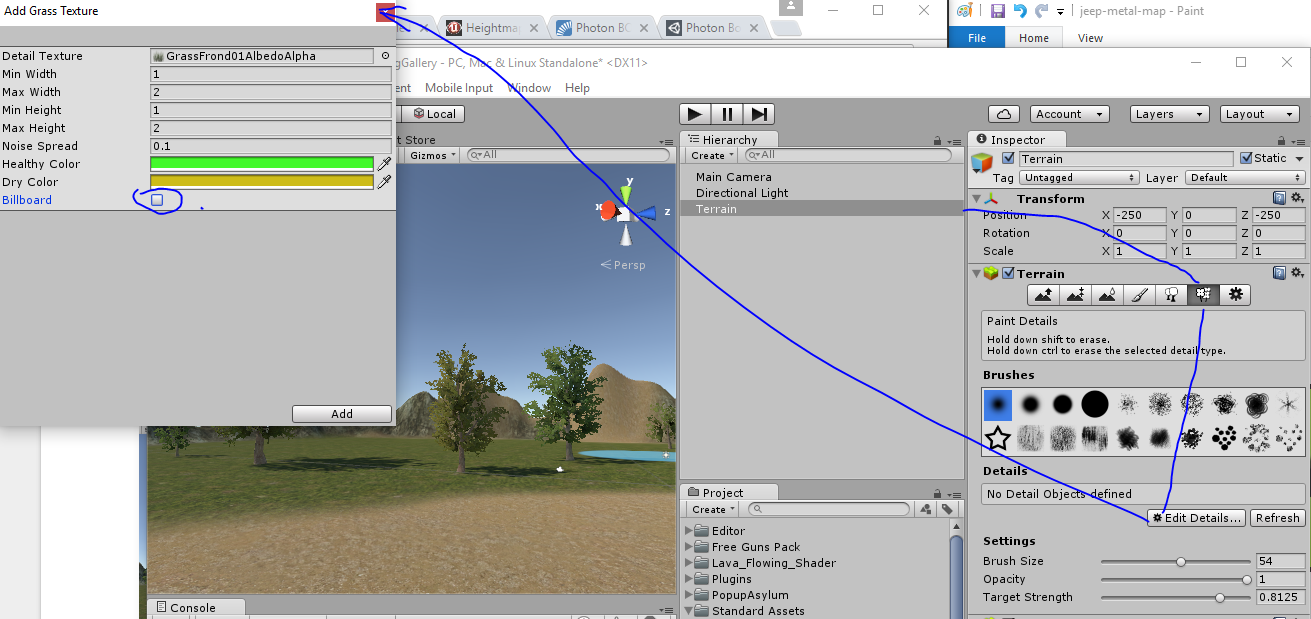 Add Grass Texture
Detail Texture GrassFrond01AlbedoAlpha
Min Width 1
Max Width 2
Min Height 1
Max Height 2
Noise Spread 0.1
Healthy Color
Dry Color
Billboard
Add
Heightma
Photon BO
Photon Bo
jeep-metal-map - Paint
File Home View
gGallery - PC, Mac & Linux Standalone* <DX11>
ent Mobile Input Window Help
Local
Account
Layers
Layout
t Store
Gizmos
All
Persp
x
y
z
Console
Hierarchy
Create
All
Main Camera
Directional Light
Terrain
Project
Create
Editor
Free Guns Pack
Lava_Flowing_Shader
Plugins
PopupAsylum
Standard Assets
Inspector
Terrain Static
Tag Untagged Layer Default
Transform
Position X -250 Y 0 Z -250
Rotation X 0 Y 0 Z 0
Scale X 1 Y 1 Z 1
Terrain
Paint Details
Hold down shift to erase.
Hold down ctrl to erase the selected detail type.
Brushes
Details
No Detail Objects defined
Edit Details... Refresh
Settings
Brush Size 54
Opacity 1
Target Strength 0.8125